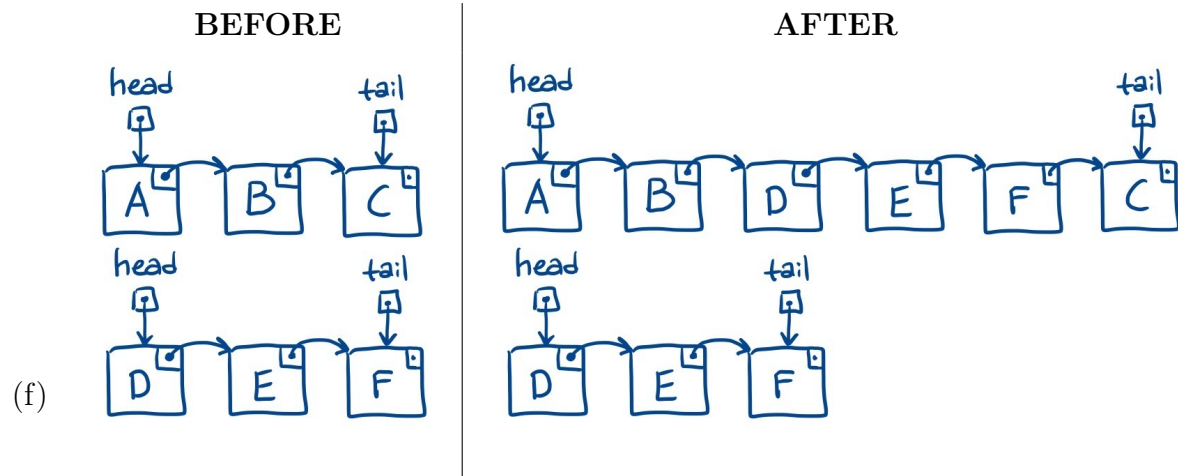 BEFORE AFTER
head tail head tail
A B C A B D E F C
head tail head tail
(f) D E F D E F